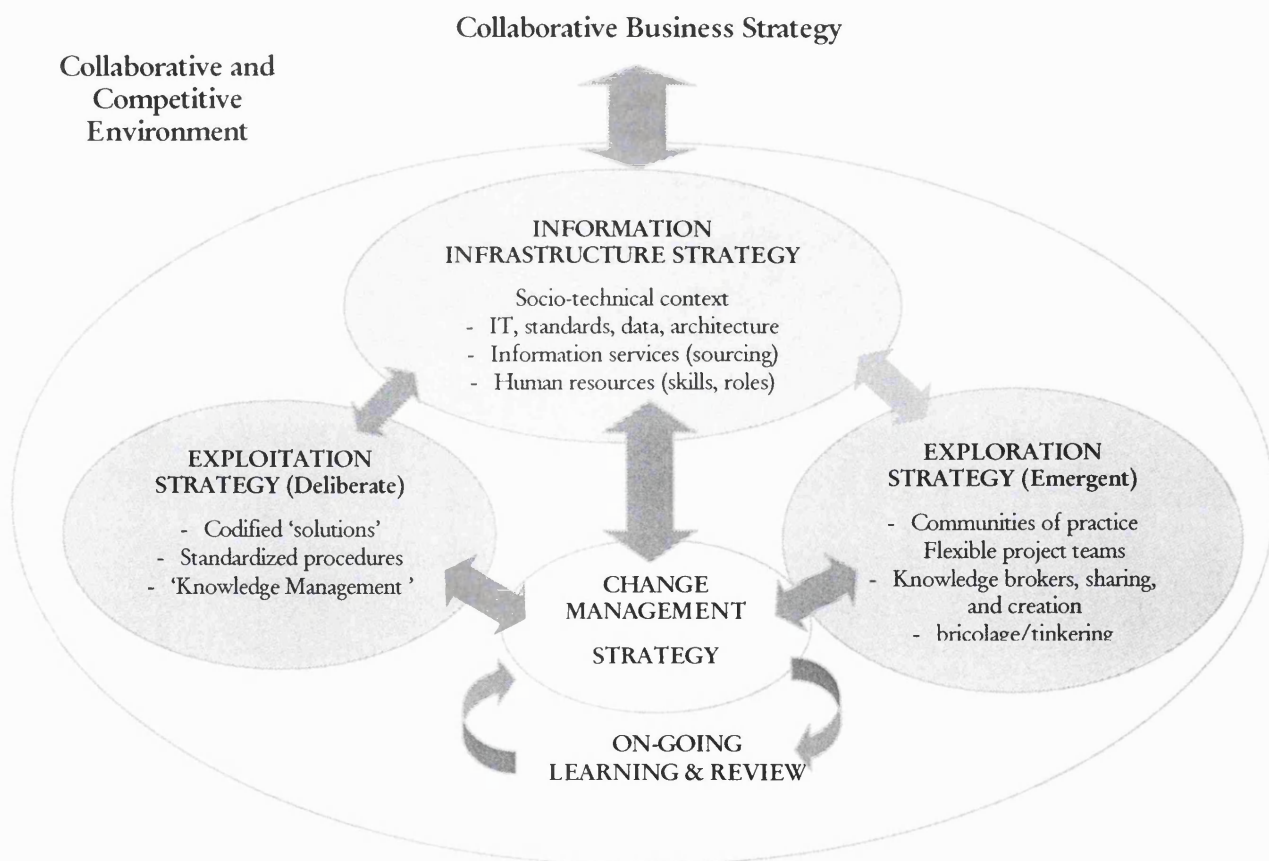 Collaborative Business Strategy
Collaborative and
Competitive
Environment
INFORMATION
INFRASTRUCTURE STRATEGY
Socio-technical context
- IT, standards, data, architecture
- Information services (sourcing)
- Human resources (skills, roles)
EXPLOITATION
STRATEGY (Deliberate)
- Codified ‘solutions’
- Standardized procedures
- ‘Knowledge Management ’
EXPLORATION
STRATEGY (Emergent)
- Communities of practice
Flexible project teams
- Knowledge brokers, sharing,
and creation
- bricolage/tinkering
CHANGE
MANAGEMENT
STRATEGY
ON-GOING
LEARNING & REVIEW